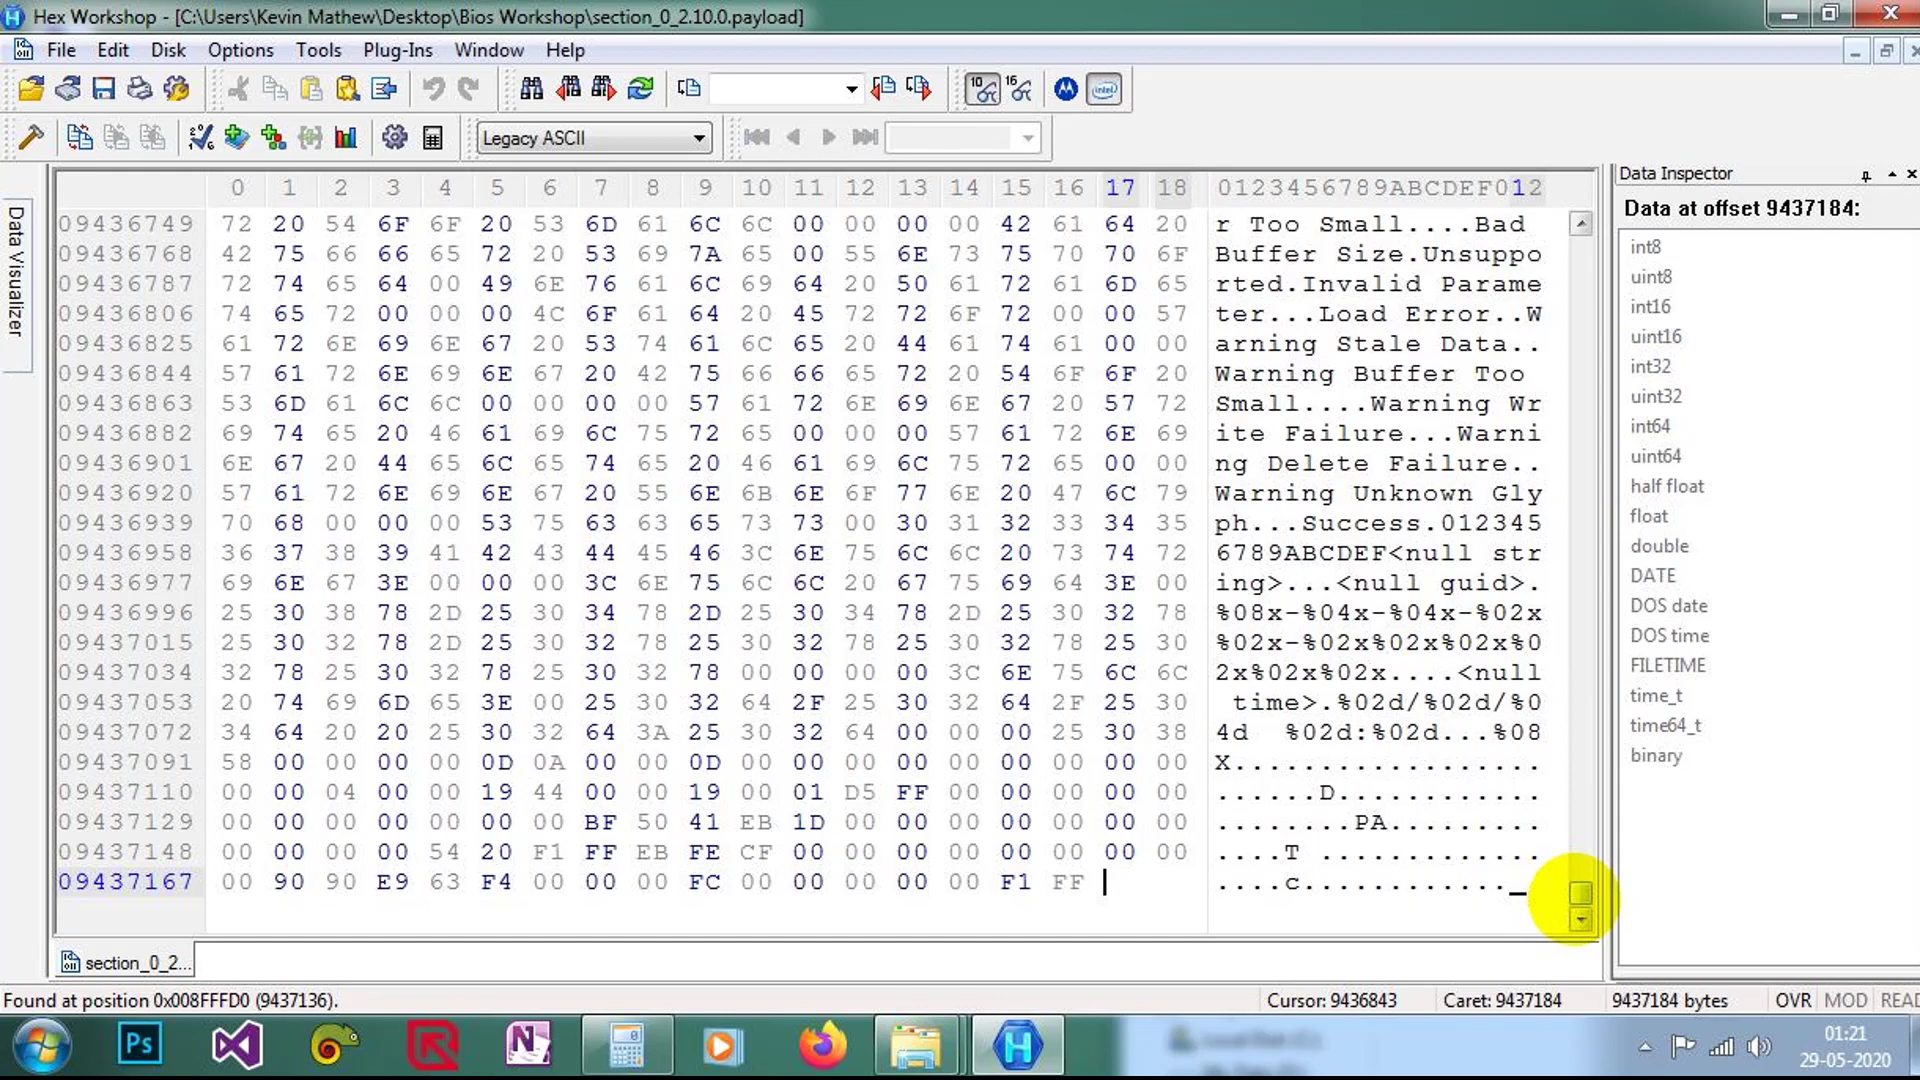 Hex Workshop - [C:\Users\Kevin Mathew\Desktop\Bios Workshop\section_0_2.10.0.payload]
File Edit Disk Options Tools Plug-Ins Window Help
10 16 intel
Legacy ASCII
Data Visualizer
0 1 2 3 4 5 6 7 8 9 10 11 12 13 14 15 16 17 18 0123456789ABCDEF012
09436749 72 20 54 6F 6F 20 53 6D 61 6C 6C 00 00 00 00 42 61 64 20 r Too Small....Bad
09436768 42 75 66 66 65 72 20 53 69 7A 65 00 55 6E 73 75 70 70 6F Buffer Size.Unsuppo
09436787 72 74 65 64 00 49 6E 76 61 6C 69 64 20 50 61 72 61 6D 65 rted.Invalid Parame
09436806 74 65 72 00 00 00 4C 6F 61 64 20 45 72 72 6F 72 00 00 57 ter...Load Error..W
09436825 61 72 6E 69 6E 67 20 53 74 61 6C 65 20 44 61 74 61 00 00 arning Stale Data..
09436844 57 61 72 6E 69 6E 67 20 42 75 66 66 65 72 20 54 6F 6F 20 Warning Buffer Too
09436863 53 6D 61 6C 6C 00 00 00 00 57 61 72 6E 69 6E 67 20 57 72 Small....Warning Wr
09436882 69 74 65 20 46 61 69 6C 75 72 65 00 00 00 57 61 72 6E 69 ite Failure...Warni
09436901 6E 67 20 44 65 6C 65 74 65 20 46 61 69 6C 75 72 65 00 00 ng Delete Failure..
09436920 57 61 72 6E 69 6E 67 20 55 6E 6B 6E 6F 77 6E 20 47 6C 79 Warning Unknown Gly
09436939 70 68 00 00 00 53 75 63 63 65 73 73 00 30 31 32 33 34 35 ph...Success.012345
09436958 36 37 38 39 41 42 43 44 45 46 3C 6E 75 6C 6C 20 73 74 72 6789ABCDEF<null str
09436977 69 6E 67 3E 00 00 00 3C 6E 75 6C 6C 20 67 75 69 64 3E 00 ing>...<null guid>.
09436996 25 30 38 78 2D 25 30 34 78 2D 25 30 34 78 2D 25 30 32 78 %08x-%04x-%04x-%02x
09437015 25 30 32 78 2D 25 30 32 78 25 30 32 78 25 30 32 78 25 30 %02x-%02x%02x%02x%0
09437034 32 78 25 30 32 78 25 30 32 78 00 00 00 00 3C 6E 75 6C 6C 2x%02x%02x....<null
09437053 20 74 69 6D 65 3E 00 25 30 32 64 2F 25 30 32 64 2F 25 30 time>.%02d/%02d/%0
09437072 34 64 20 20 25 30 32 64 3A 25 30 32 64 00 00 00 25 30 38 4d  %02d:%02d...%08
09437091 58 00 00 00 00 0D 0A 00 00 0D 00 00 00 00 00 00 00 00 00 X..................
09437110 00 00 04 00 00 19 44 00 00 19 00 01 D5 FF 00 00 00 00 00 ......D............
09437129 00 00 00 00 00 00 00 BF 50 41 EB 1D 00 00 00 00 00 00 00 ........PA.........
09437148 00 00 00 00 54 20 F1 FF EB FE CF 00 00 00 00 00 00 00 00 ....T .............
09437167 00 90 90 E9 63 F4 00 00 00 FC 00 00 00 00 00 F1 FF ....c............
Data Inspector
Data at offset 9437184:
int8
uint8
int16
uint16
int32
uint32
int64
uint64
half float
float
double
DATE
DOS date
DOS time
FILETIME
time_t
time64_t
binary
section_0_2...
Found at position 0x008FFFD0 (9437136). Cursor: 9436843 Caret: 9437184 9437184 bytes OVR MOD READ
Ps
N
H
01:21
29-05-2020